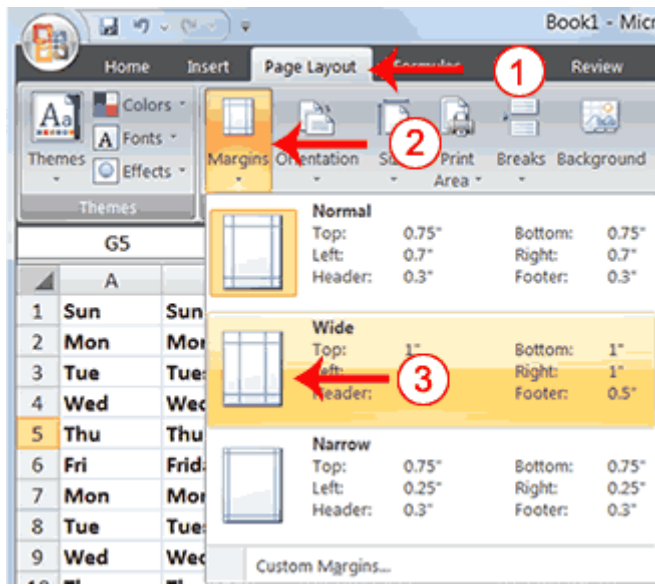 Book1 - Micr
Home Insert Page Layout Formulas 1 Review
Colors
Fonts
Effects
Themes
Margins Orientation 2 Print Area Breaks Background
Themes
G5
Normal
Top: 0.75" Bottom: 0.75"
Left: 0.7" Right: 0.7"
Header: 0.3" Footer: 0.3"
Wide
Top: 1" Bottom: 1"
Left: 3 Right: 1"
Header: Footer: 0.5"
Narrow
Top: 0.75" Bottom: 0.75"
Left: 0.25" Right: 0.25"
Header: 0.3" Footer: 0.3"
Custom Margins...
A
1 Sun Sun
2 Mon Mon
3 Tue Tue
4 Wed Wed
5 Thu Thu
6 Fri Frid
7 Mon Mon
8 Tue Tue
9 Wed Wed